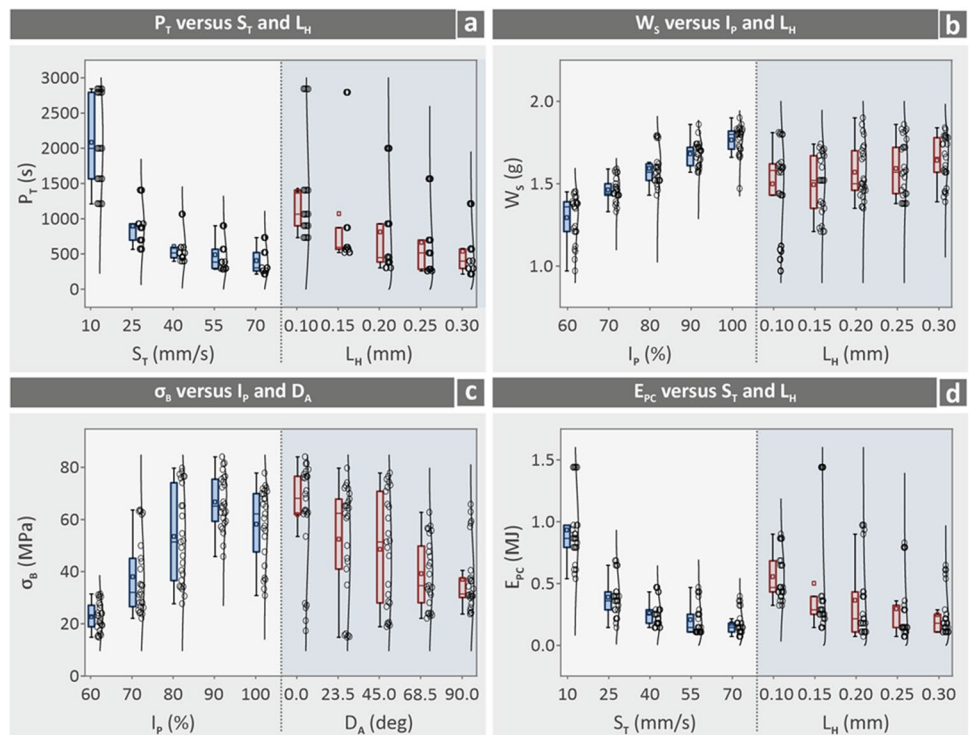 P_T versus S_T and L_H a
W_S versus I_P and L_H b
P_T (s)
3000
2500
2000
1500
1000
500
0
10 25 40 55 70 0.10 0.15 0.20 0.25 0.30
S_T (mm/s) L_H (mm)
W_S (g)
2.0
1.5
1.0
60 70 80 90 100 0.10 0.15 0.20 0.25 0.30
I_P (%) L_H (mm)
σ_B versus I_P and D_A c
E_PC versus S_T and L_H d
σ_B (MPa)
80
60
40
20
0
60 70 80 90 100 0.0 23.5 45.0 68.5 90.0
I_P (%) D_A (deg)
E_PC (MJ)
1.5
1.0
0.5
0.0
10 25 40 55 70 0.10 0.15 0.20 0.25 0.30
S_T (mm/s) L_H (mm)